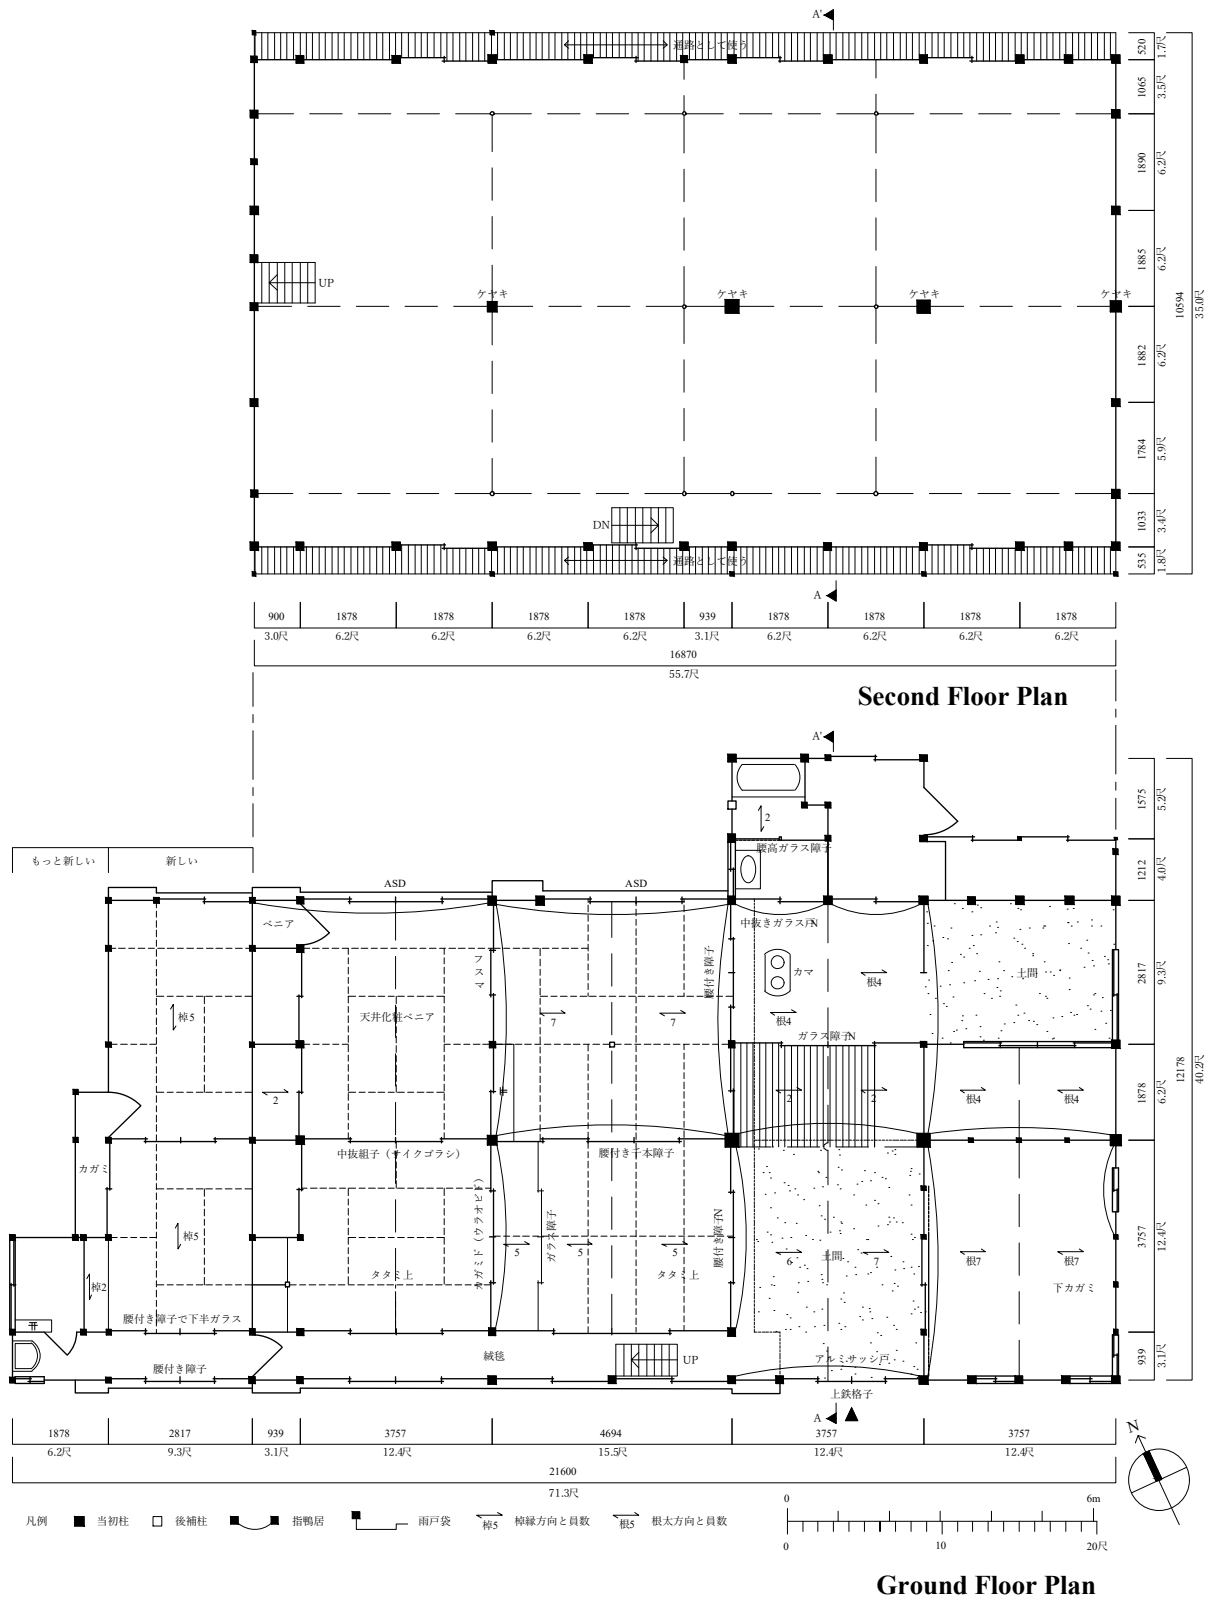 A'
通路として使う
520
1.7尺
1065
3.5尺
1890
6.2尺
1885
6.2尺
UP
ケヤキ
ケヤキ
ケヤキ
ケヤキ
10594
35.0尺
1882
6.2尺
1784
5.9尺
DN
1033
3.4尺
通路として使う
535
1.8尺
A
900
1878
1878
1878
1878
939
1878
1878
1878
1878
3.0尺
6.2尺
6.2尺
6.2尺
6.2尺
3.1尺
6.2尺
6.2尺
6.2尺
6.2尺
16870
55.7尺
Second Floor Plan
A'
1575
5.2尺
2
腰高ガラス障子
もっと新しい
新しい
1212
4.0尺
ASD
ASD
ベニア
中抜きガラス戸N
フスマ
腰付き障子
カマ
根4
土間
2817
9.3尺
棹5
天井化粧ベニア
7
7
根4
ガラス障子N
12178
40.2尺
2
2
2
根4
根4
1878
6.2尺
カガミ
中抜組子（サイクゴラシ）
腰付き千本障子
カガミド（ウラオビド）
ガラス障子
腰付き障子N
棹5
5
5
5
6
土間
7
根7
根7
3757
12.4尺
棹2
タタミ上
タタミ上
下カガミ
腰付き障子で下半ガラス
腰付き障子
絨毯
UP
アルミサッシ戸
939
3.1尺
上鉄格子
A
1878
2817
939
3757
4694
3757
3757
6.2尺
9.3尺
3.1尺
12.4尺
15.5尺
12.4尺
12.4尺
21600
71.3尺
N
凡例
当初柱
後補柱
指鴨居
雨戸袋
棹5
棹縁方向と員数
根5
根太方向と員数
0
6m
0
10
20尺
Ground Floor Plan